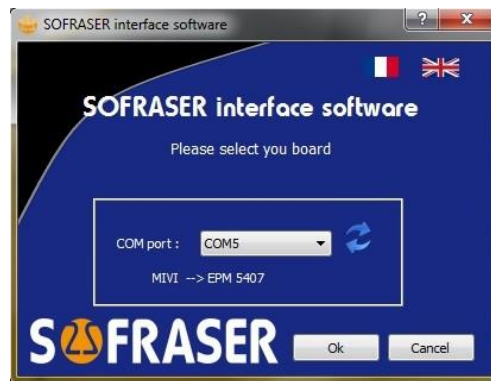 SOFRASER interface software
SOFRASER interface software
Please select you board
COM port : COM5
MIVI --> EPM 5407
SOFRASER Ok Cancel